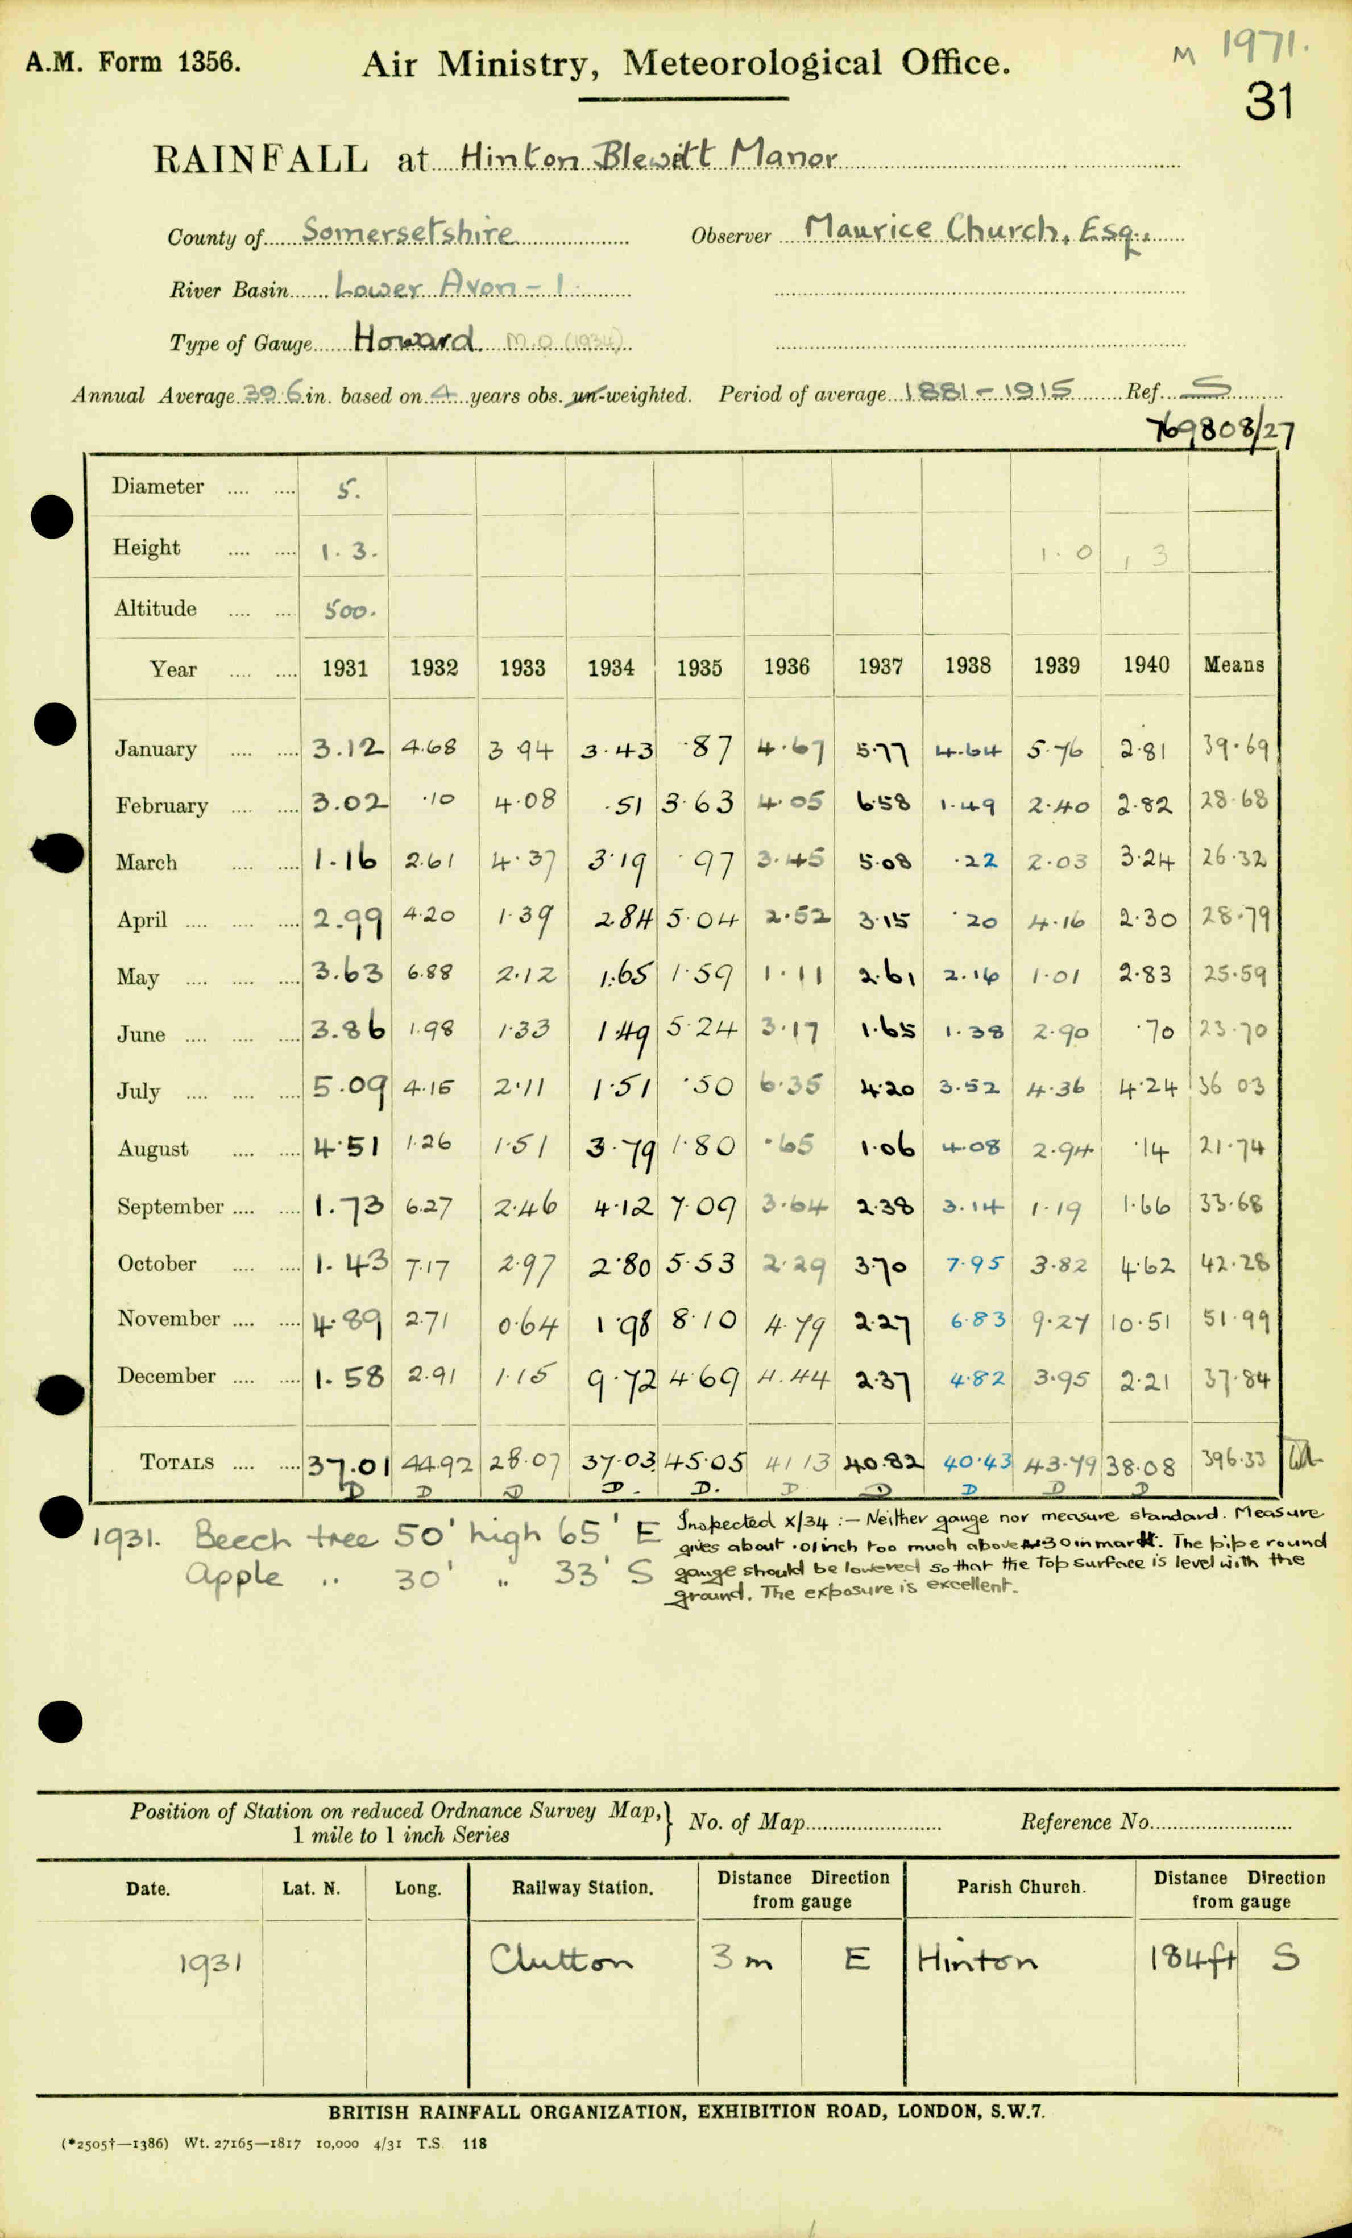 A.M. Form 1356.
Air Ministry, Meteorological Office.
M 1971.
31
RAINFALL at Hinton Blewitt Manor
County of Somersetshire Observer Maurice Church, Esq.,
River Basin Lower Avon - 1
Type of Gauge Howard. M.O (1934)
Annual Average 39.6 in. based on 4 years obs. un-weighted. Period of average 1881-1915 Ref. S
769808/27
Diameter 5.
Height 1. 3. 1. 0 , 3
Altitude 500.
Year 1931 1932 1933 1934 1935 1936 1937 1938 1939 1940 Means
January 3.12 4.68 3 94 3.43 .87 4.67 5.77 4.64 5.76 2.81 39.69
February 3.02 .10 4.08 .51 3.63 4.05 6.58 1.49 2.40 2.82 28.68
March 1.16 2.61 4.37 3.19 .97 3.45 5.08 .22 2.03 3.24 26.32
April 2.99 4.20 1.39 2.84 5.04 2.52 3.15 .20 4.16 2.30 28.79
May 3.63 6.88 2.12 1.65 1.59 1.11 2.61 2.16 1.01 2.83 25.59
June 3.86 1.98 1.33 1.49 5.24 3.17 1.65 1.38 2.90 .70 23.70
July 5.09 4.15 2.11 1.51 .50 6.35 4.20 3.52 4.36 4.24 36 03
August 4.51 1.26 1.51 3.79 1.80 .65 1.06 4.08 2.94 .14 21.74
September 1.73 6.27 2.46 4.12 7.09 3.64 2.38 3.14 1.19 1.66 33.68
October 1.43 7.17 2.97 2.80 5.53 2.29 3.70 7.95 3.82 4.62 42.28
November 4.89 2.71 0.64 1.98 8.10 4.79 2.27 6.83 9.27 10.51 51.99
December 1.58 2.91 1.15 9.72 4.69 4.44 2.37 4.82 3.95 2.21 37.84
TOTALS 37.01 44.92 28.07 37.03 45.05 41 13 40.82 40.43 43.79 38.08 396.33
D D D D. D. D D D D D
1931. Beech tree 50' high 65' E
Apple " 30' " 33' S
Inspected X/34 :— Neither gauge nor measure standard. Measure
gives about .01 inch too much above .30 in mark. The pipe round
gauge should be lowered so that the top surface is level with the
ground. The exposure is excellent.
Position of Station on reduced Ordnance Survey Map, 1 mile to 1 inch Series } No. of Map Reference No.
Date. Lat. N. Long. Railway Station. Distance Direction from gauge Parish Church. Distance Direction from gauge
1931 Clutton 3 m E Hinton 184ft S
BRITISH RAINFALL ORGANIZATION, EXHIBITION ROAD, LONDON, S.W.7.
(*2505†—1386) Wt. 27165—1817 10,000 4/31 T.S. 118